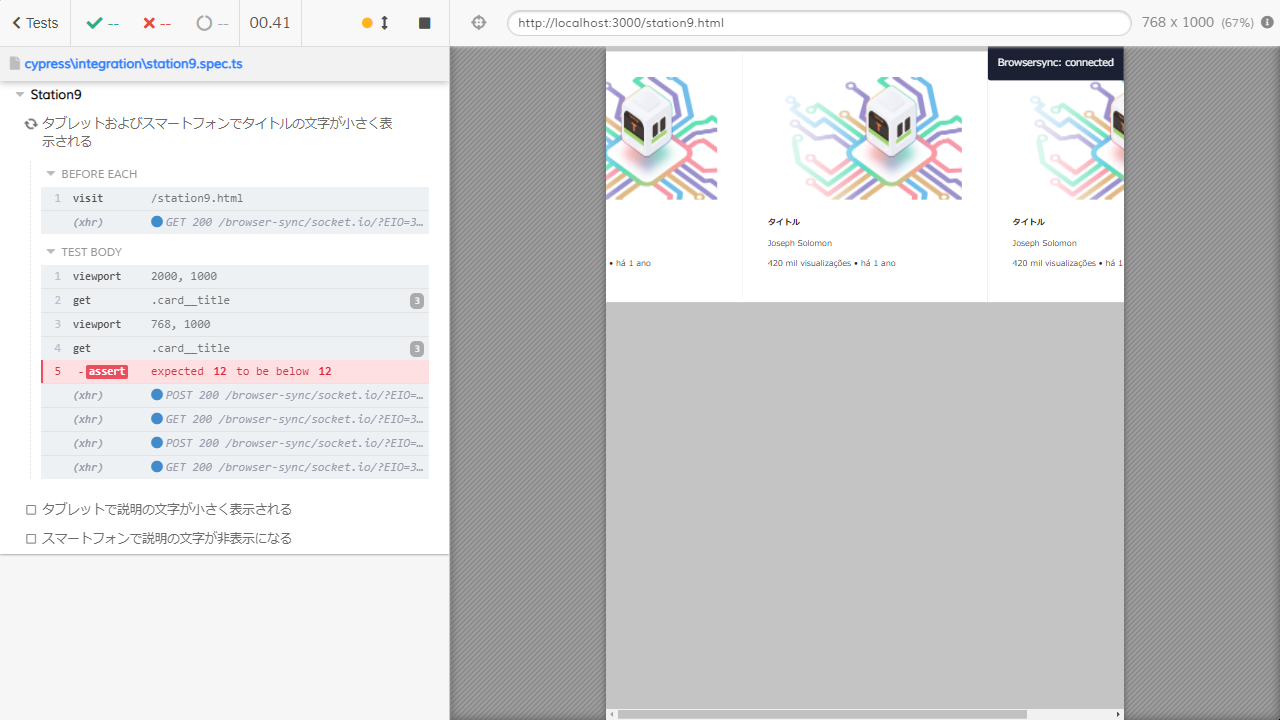 Tests
--
--
--
00.41
http://localhost:3000/station9.html
768 x 1000 (67%)
cypress\integration\station9.spec.ts
Station9
タブレットおよびスマートフォンでタイトルの文字が小さく表
示される
BEFORE EACH
1 visit /station9.html
(xhr) GET 200 /browser-sync/socket.io/?EIO=3…
TEST BODY
1 viewport 2000, 1000
2 get .card__title 3
3 viewport 768, 1000
4 get .card__title 3
5 -assert expected 12 to be below 12
(xhr) POST 200 /browser-sync/socket.io/?EIO=…
(xhr) GET 200 /browser-sync/socket.io/?EIO=3…
(xhr) POST 200 /browser-sync/socket.io/?EIO=…
(xhr) GET 200 /browser-sync/socket.io/?EIO=3…
タブレットで説明の文字が小さく表示される
スマートフォンで説明の文字が非表示になる
Browsersync: connected
• há 1 ano
タイトル
Joseph Solomon
420 mil visualizações • há 1 ano
タイトル
Joseph Solomon
420 mil visualizações • há 1